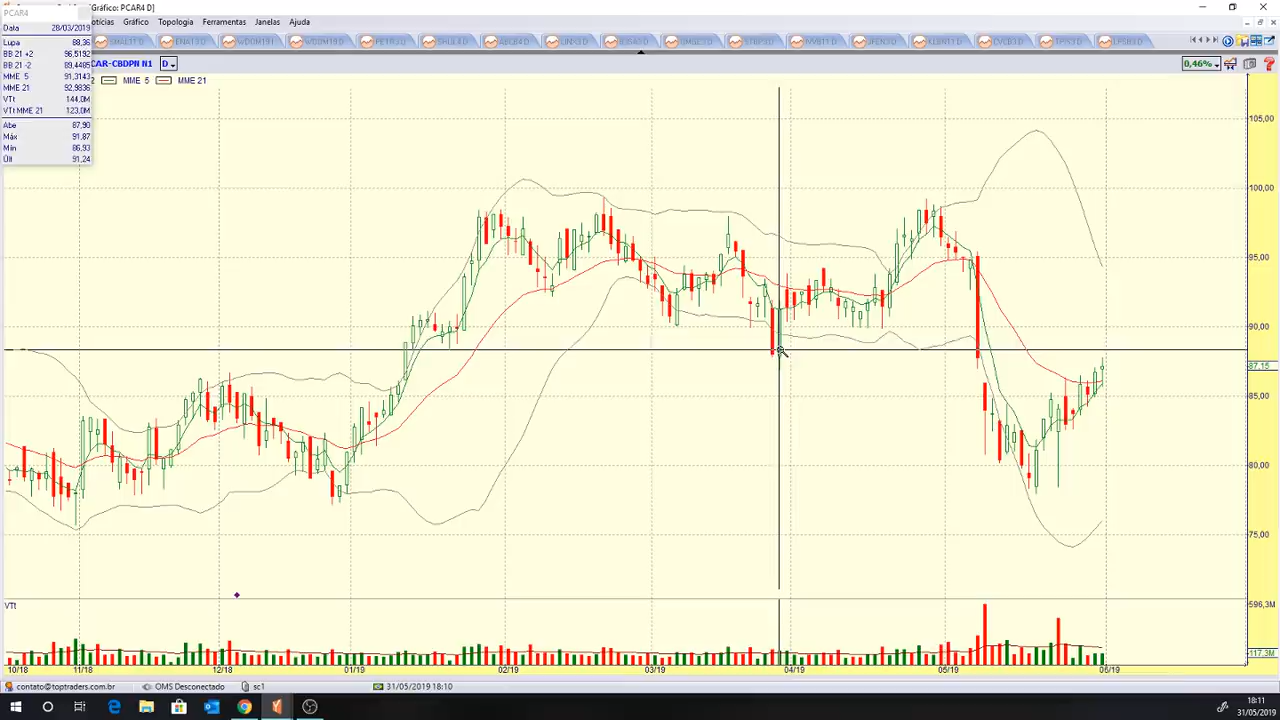 PCAR4
Gráfico: PCAR4 D]
Data 28/03/2019
Lupa 88,36
BB 21 +2 96,5192
BB 21 -2 89,4485
MME 5 91,3143
MME 21 92,9836
VTt 144,0M
VTt MME 21 123,0M
Abe 87,90
Máx 91,87
Mín 86,93
Últ 91,24
otícias Gráfico Topologia Ferramentas Janelas Ajuda
CAR-CBDPN N1 D
0,46%
MME 5 MME 21
105,00
100,00
95,00
90,00
87,15
85,00
80,00
75,00
VTt
596,3M
117,3M
10/18 11/18 12/18 01/19 02/19 03/19 04/19 05/19 06/19
contato@toptraders.com.br OMS Desconectado sc1 31/05/2019 18:10
18:11
31/05/2019